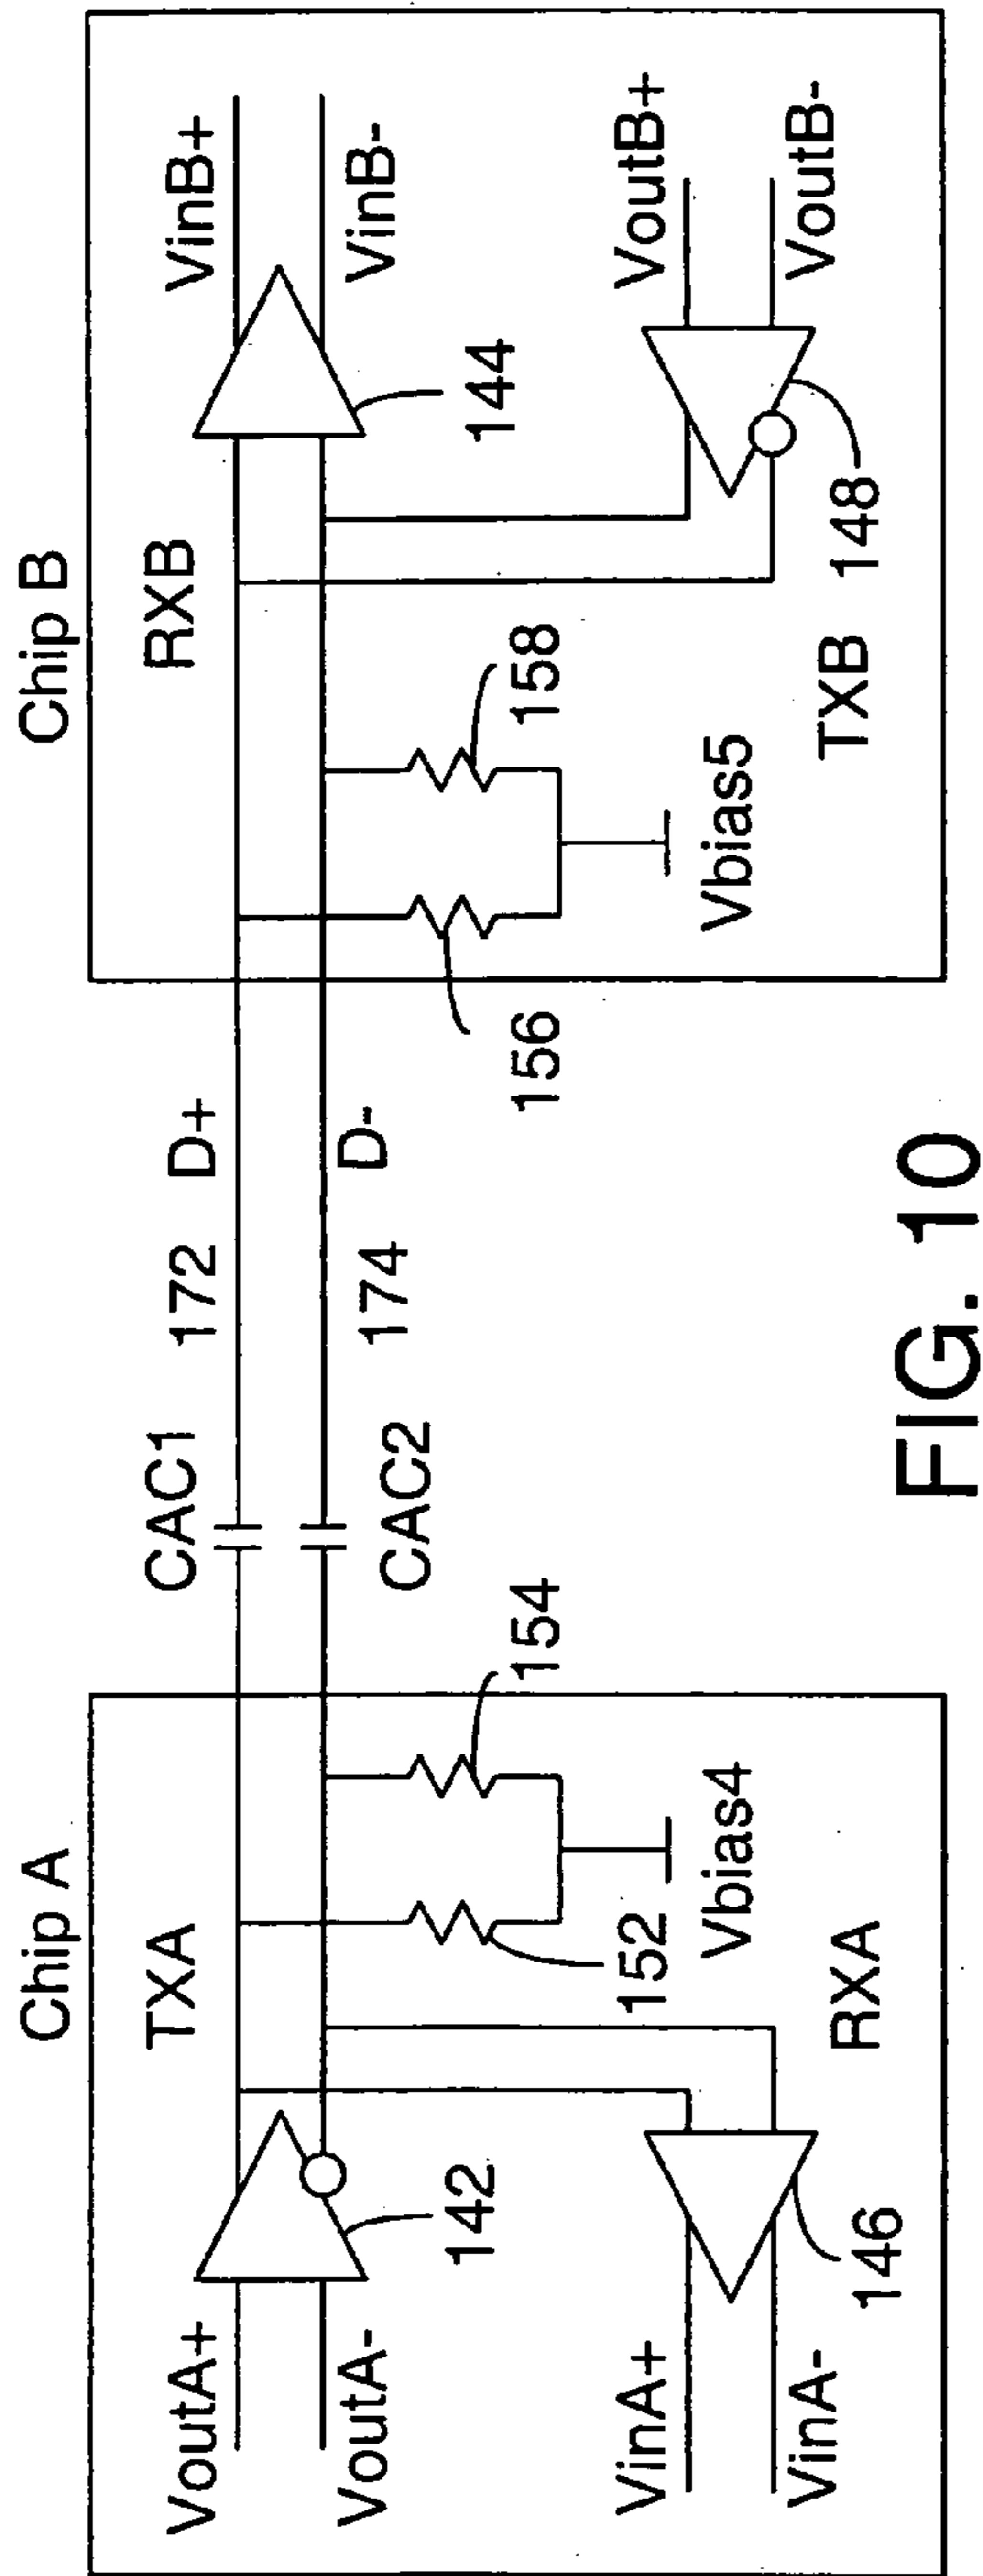 Chip A
Chip B
VoutA+
TXA
CAC1
172
D+
RXB
VinB+
VoutA-
142
CAC2
174
D-
VinB-
144
154
156
158
VinA+
152
VoutB+
VinA-
Vbias4
Vbias5
VoutB-
146
RXA
TXB
148
FIG. 10